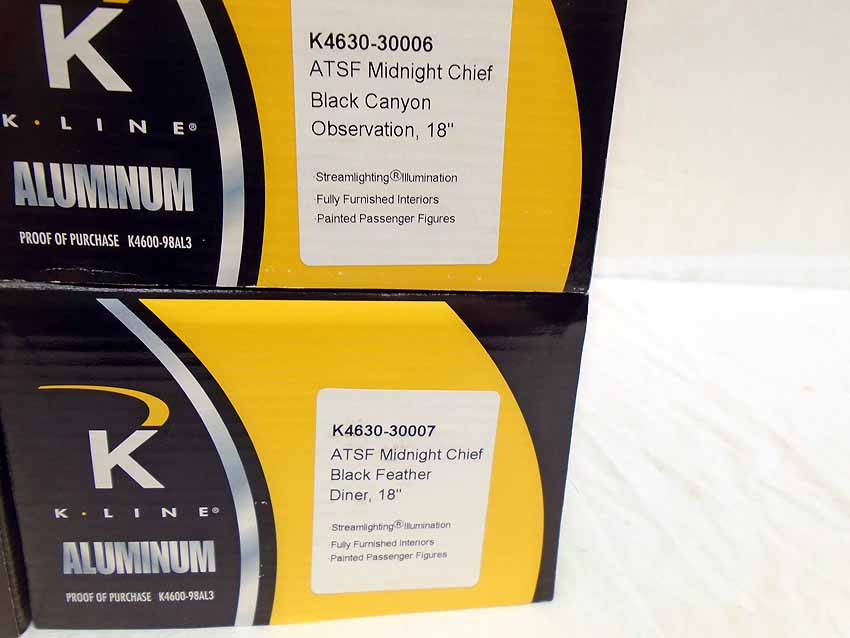 K
K·LINE®
ALUMINUM
PROOF OF PURCHASE K4600-98AL3
K4630-30006
ATSF Midnight Chief
Black Canyon
Observation, 18"
·Streamlighting®Illumination
·Fully Furnished Interiors
·Painted Passenger Figures
K
K·LINE®
ALUMINUM
PROOF OF PURCHASE K4600-98AL3
K4630-30007
ATSF Midnight Chief
Black Feather
Diner, 18"
·Streamlighting®Illumination
·Fully Furnished Interiors
·Painted Passenger Figures